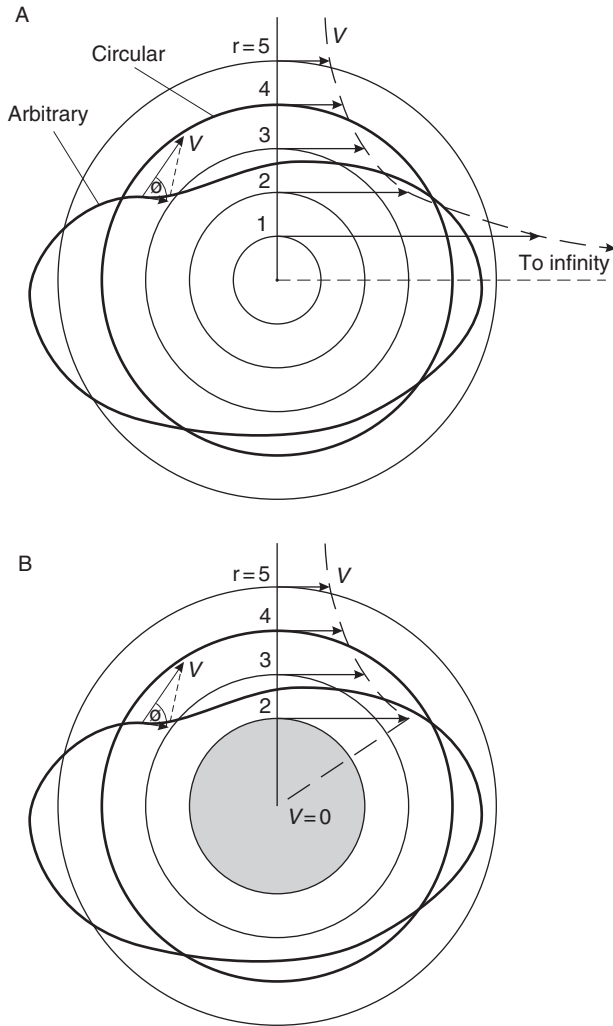 A
V
r=5
Circular
4
Arbitrary
3
V
ø
2
1
To infinity
B
r=5
V
4
3
V
ø
2
V=0